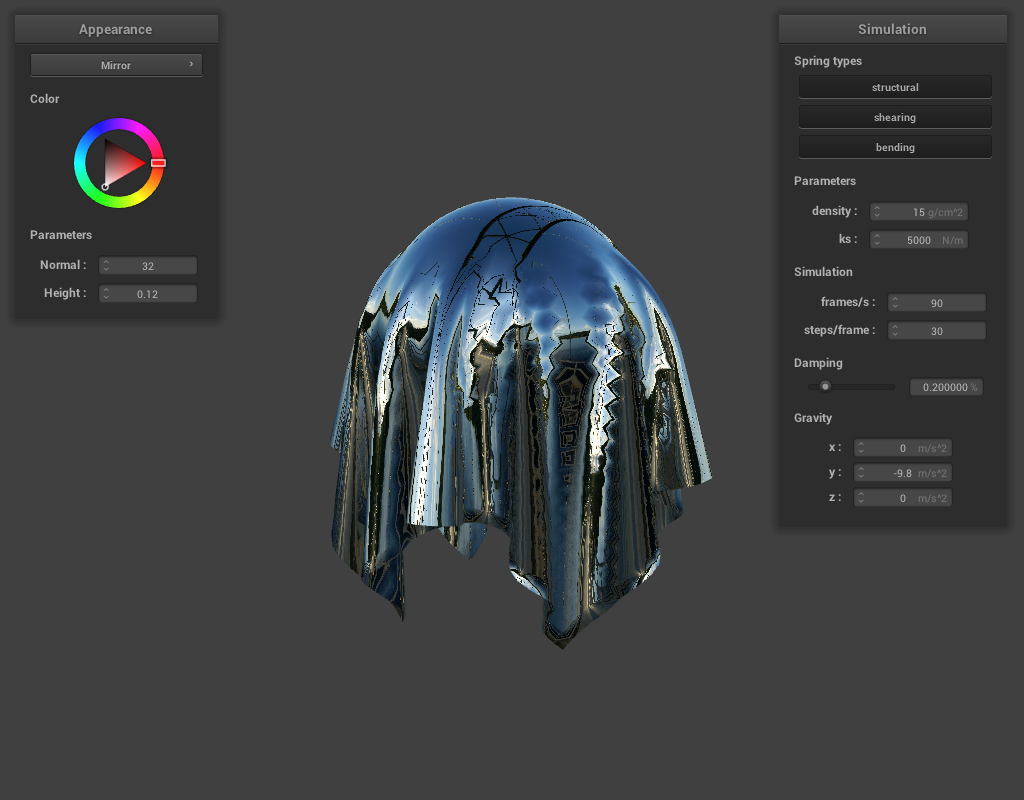 Appearance
Mirror
Color
Parameters
Normal : 32
Height : 0.12
Simulation
Spring types
structural
shearing
bending
Parameters
density : 15 g/cm^2
ks : 5000 N/m
Simulation
frames/s : 90
steps/frame : 30
Damping
0.200000 %
Gravity
x : 0 m/s^2
y : -9.8 m/s^2
z : 0 m/s^2